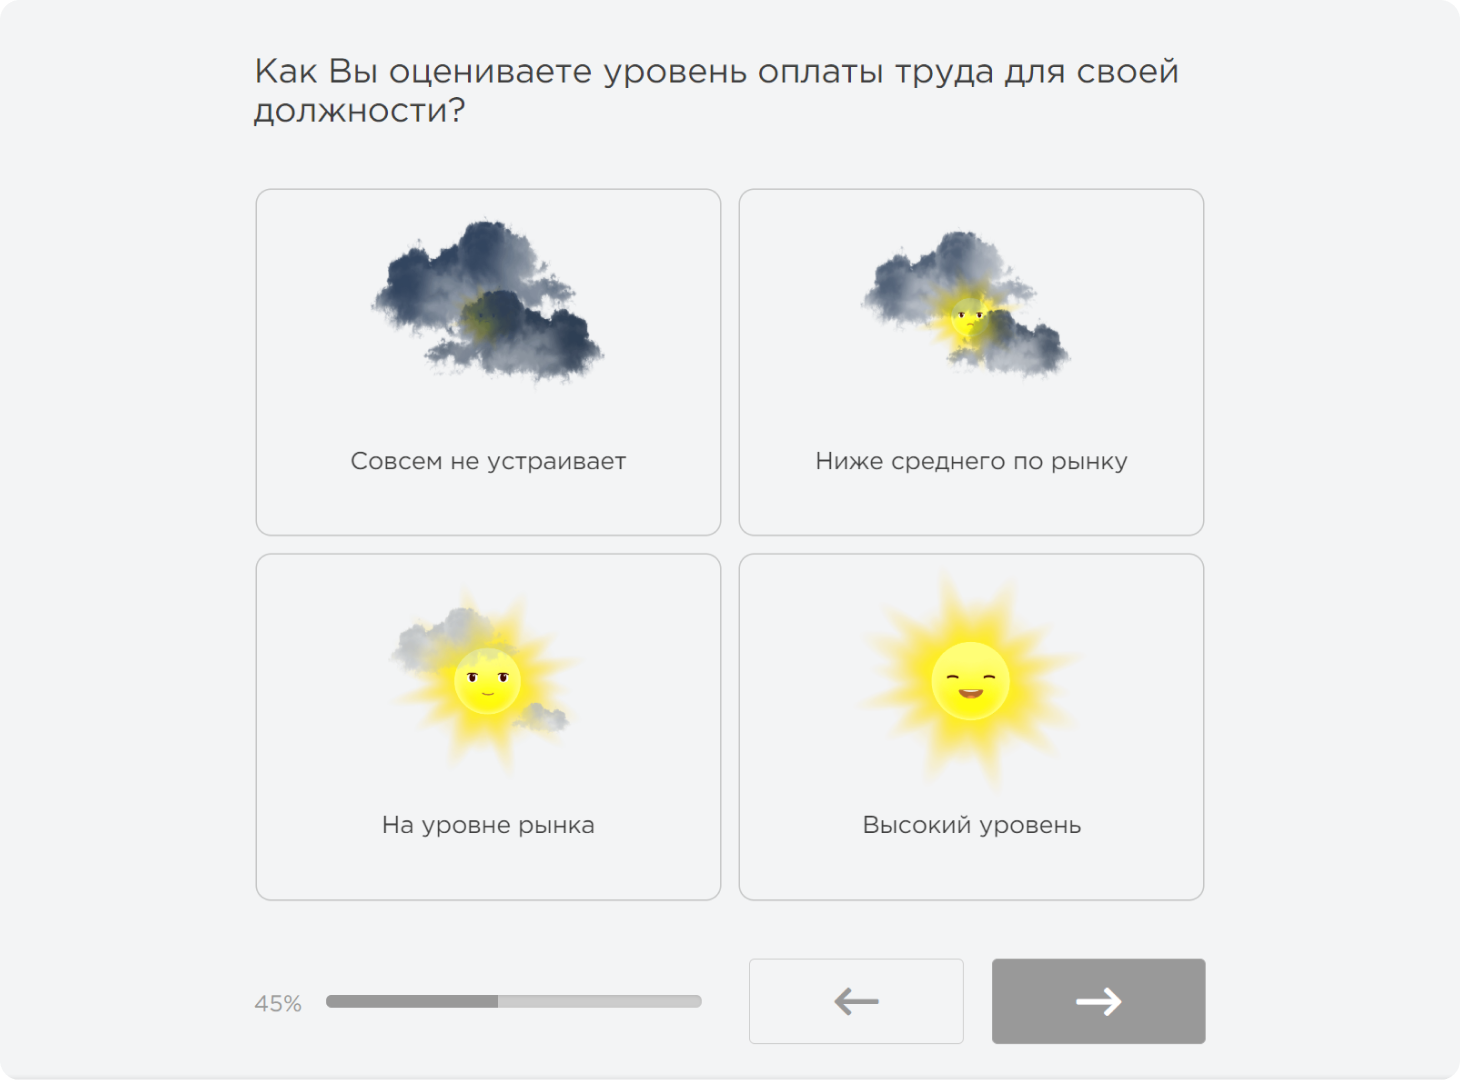 Как Вы оцениваете уровень оплаты труда для своей
должности?
Совсем не устраивает
Ниже среднего по рынку
На уровне рынка
Высокий уровень
45%